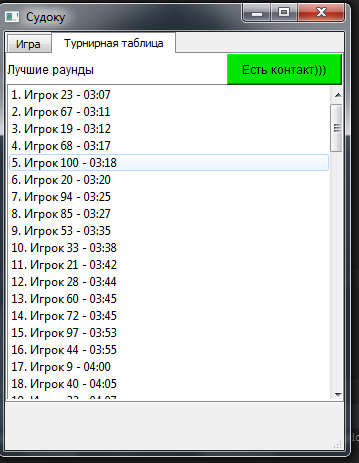 Судоку
Игра
Турнирная таблица
Лучшие раунды
Есть контакт)))
1. Игрок 23 - 03:07
2. Игрок 67 - 03:11
3. Игрок 19 - 03:12
4. Игрок 68 - 03:17
5. Игрок 100 - 03:18
6. Игрок 20 - 03:20
7. Игрок 94 - 03:25
8. Игрок 85 - 03:27
9. Игрок 53 - 03:35
10. Игрок 33 - 03:38
11. Игрок 21 - 03:42
12. Игрок 28 - 03:44
13. Игрок 60 - 03:45
14. Игрок 72 - 03:45
15. Игрок 97 - 03:53
16. Игрок 44 - 03:55
17. Игрок 9 - 04:00
18. Игрок 40 - 04:05